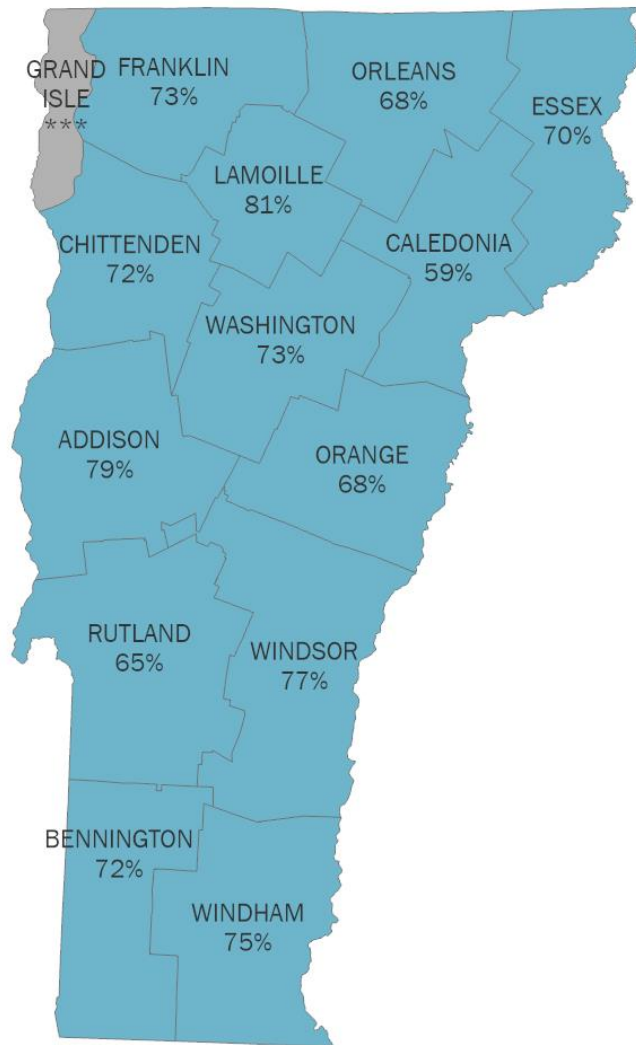 GRAND
ISLE
***
FRANKLIN
73%
ORLEANS
68%
ESSEX
70%
LAMOILLE
81%
CHITTENDEN
72%
CALEDONIA
59%
WASHINGTON
73%
ADDISON
79%
ORANGE
68%
RUTLAND
65%
WINDSOR
77%
BENNINGTON
72%
WINDHAM
75%